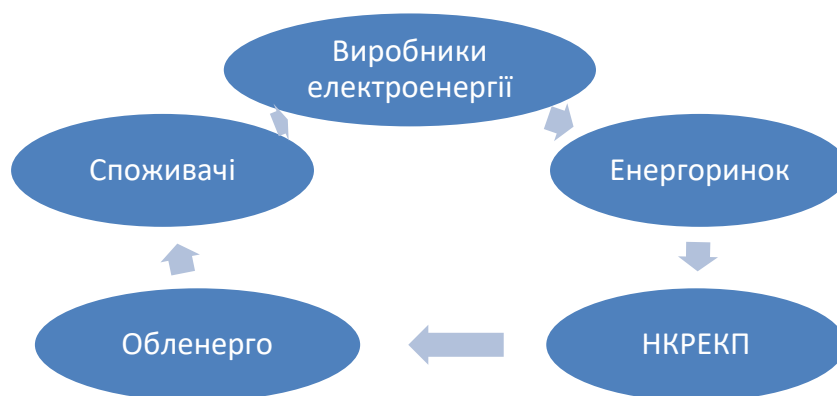 Виробники
електроенергії
Споживачі
Енергоринок
Обленерго
НКРЕКП